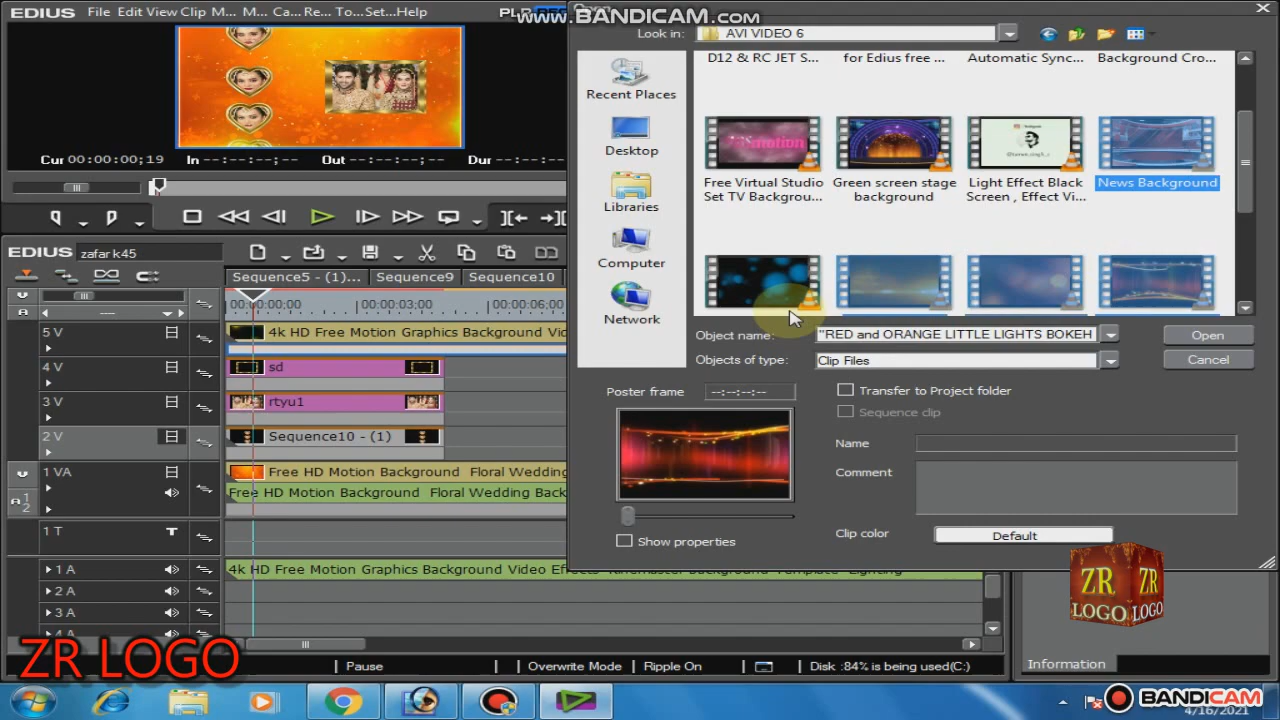 EDIUS File Edit View Clip M... M... Ca...Re... To...Set...Help
www.BANDICAM.com
Look in: AVI VIDEO 6
Recent Places
Desktop
Libraries
Computer
Network
D12 & RC JET S...
for Edius free ...
Automatic Sync...
Background Cro...
Free Virtual Studio Set TV Backgrou...
Green screen stage background
Light Effect Black Screen , Effect Vi...
News Background
Object name: "RED and ORANGE LITTLE LIGHTS BOKEH
Open
Objects of type: Clip Files
Cancel
Poster frame --:--:--:--
Transfer to Project folder
Sequence clip
Name
Comment
Clip color Default
Show properties
Cur 00:00:00;19 In --:--:--;-- Out --:--:--;-- Dur --:--:--;--
EDIUS zafar k45
Sequence5 - (1)... Sequence9 Sequence10
00:00:00;00 00:00:03;00 00:00:06;00
5 V 4k HD Free Motion Graphics Background Vid
4 V sd
3 V rtyu1
2 V Sequence10 - (1)
1 VA Free HD Motion Background Floral Wedding
Free HD Motion Background Floral Wedding Back
1 2
1 T
1 A
2 A
3 A
4 A
ZR LOGO
ZR LOGO
ZR LOGO
Pause Overwrite Mode Ripple On Disk :84% is being used(C:)
Information
BANDICAM
4/16/2021